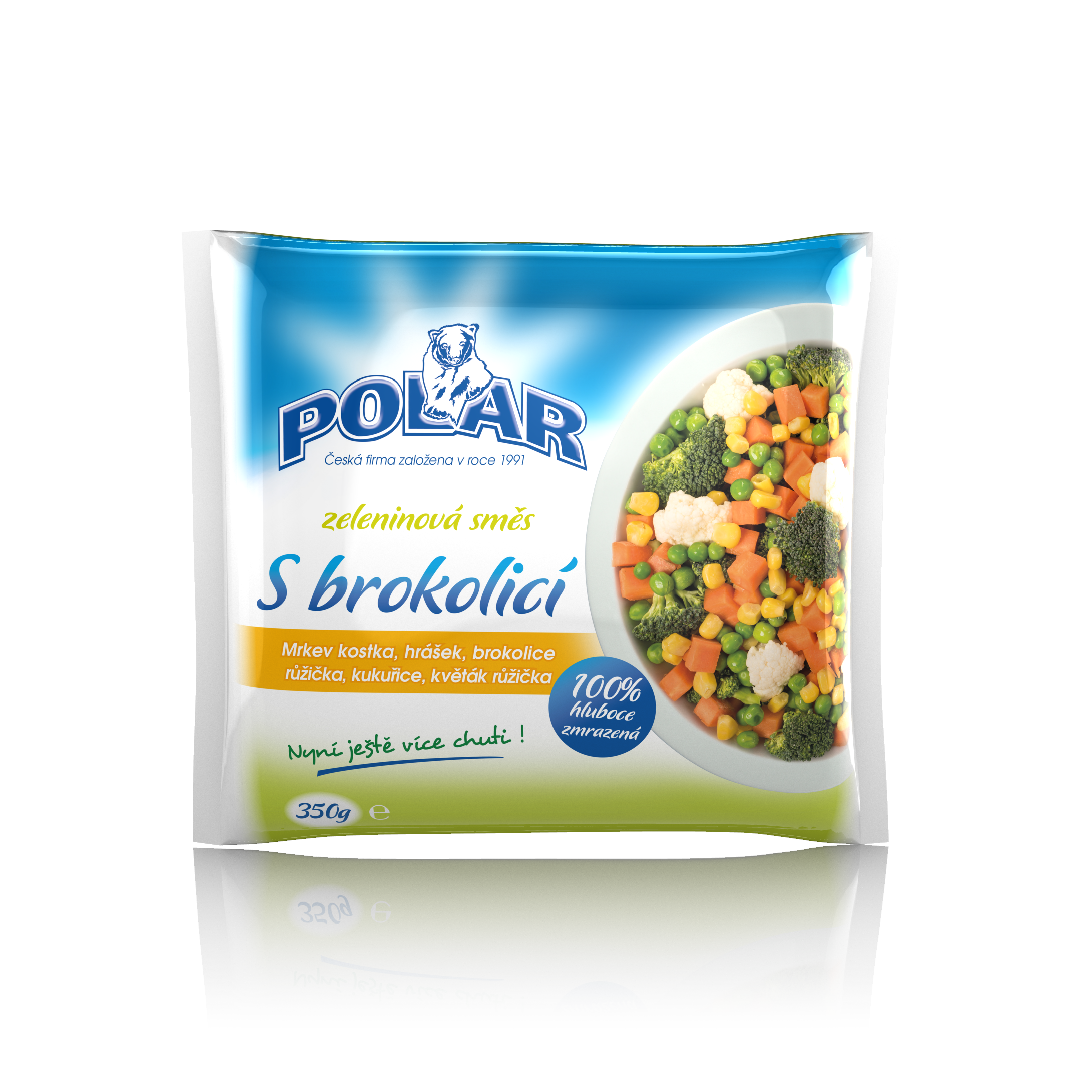 POLAR
Česká firma založena v roce 1991
zeleninová směs
S brokolicí
Mrkev kostka, hrášek, brokolice
růžička, kukuřice, květák růžička
100%
hluboce
zmrazená
Nyní ještě více chuti !
350g ℮